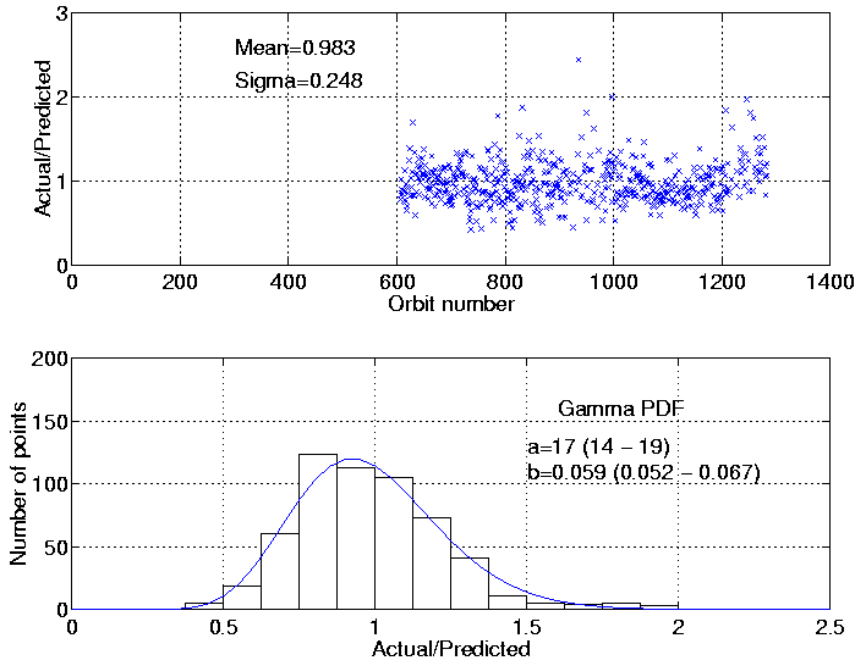 3
Mean=0.983
Sigma=0.248
2
1
0
Actual/Predicted
0 200 400 600 800 1000 1200 1400
Orbit number
200
Gamma PDF
150
a=17 (14 – 19)
b=0.059 (0.052 – 0.067)
100
50
0
Number of points
0 0.5 1 1.5 2 2.5
Actual/Predicted